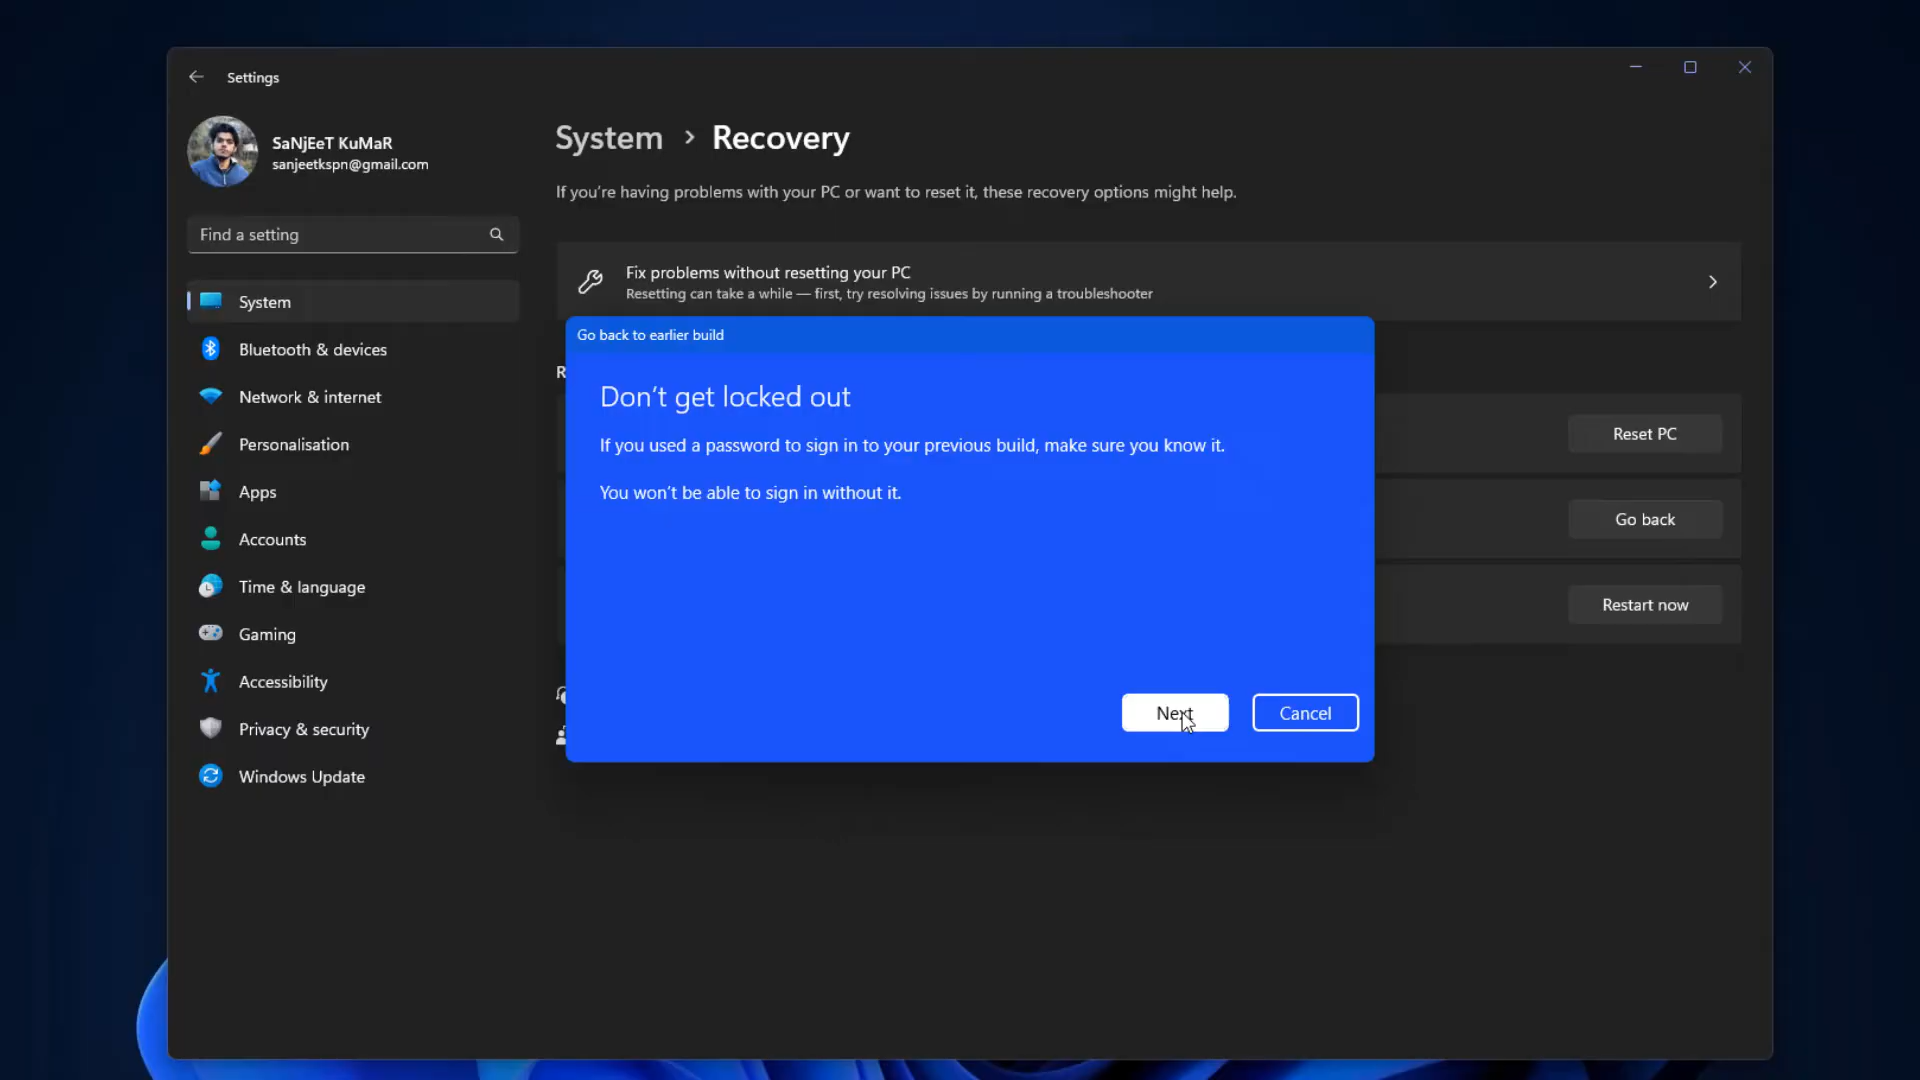 Settings
SaNjEeT KuMaR
sanjeetkspn@gmail.com
Find a setting
System
Bluetooth & devices
Network & internet
Personalisation
Apps
Accounts
Time & language
Gaming
Accessibility
Privacy & security
Windows Update
System > Recovery
If you're having problems with your PC or want to reset it, these recovery options might help.
Fix problems without resetting your PC
Resetting can take a while — first, try resolving issues by running a troubleshooter
R
Reset PC
Go back
Restart now
Go back to earlier build
Don't get locked out
If you used a password to sign in to your previous build, make sure you know it.
You won't be able to sign in without it.
Next
Cancel